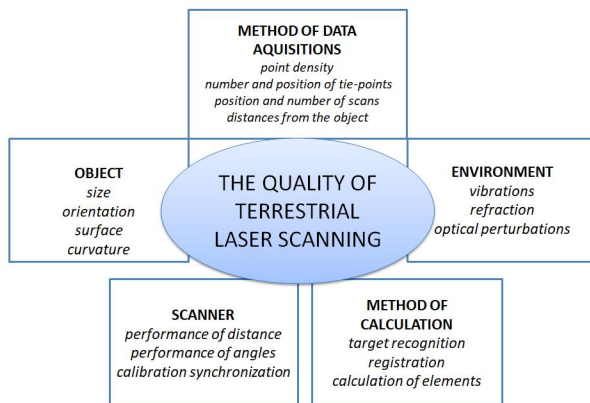 METHOD OF DATA
AQUISITIONS
point density
number and position of tie-points
position and number of scans
distances from the object
OBJECT
size
orientation
surface
curvature
THE QUALITY OF
TERRESTRIAL
LASER SCANNING
ENVIRONMENT
vibrations
refraction
optical perturbations
SCANNER
performance of distance
performance of angles
calibration synchronization
METHOD OF
CALCULATION
target recognition
registration
calculation of elements